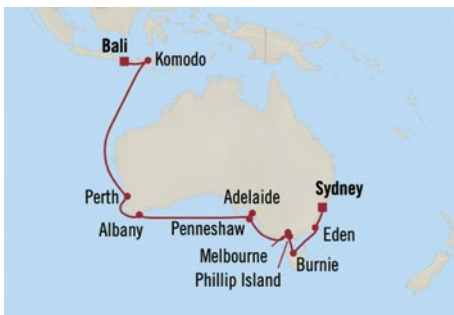 Bali
Komodo
Perth
Albany
Penneshaw
Adelaide
Sydney
Eden
Melbourne
Phillip Island
Burnie